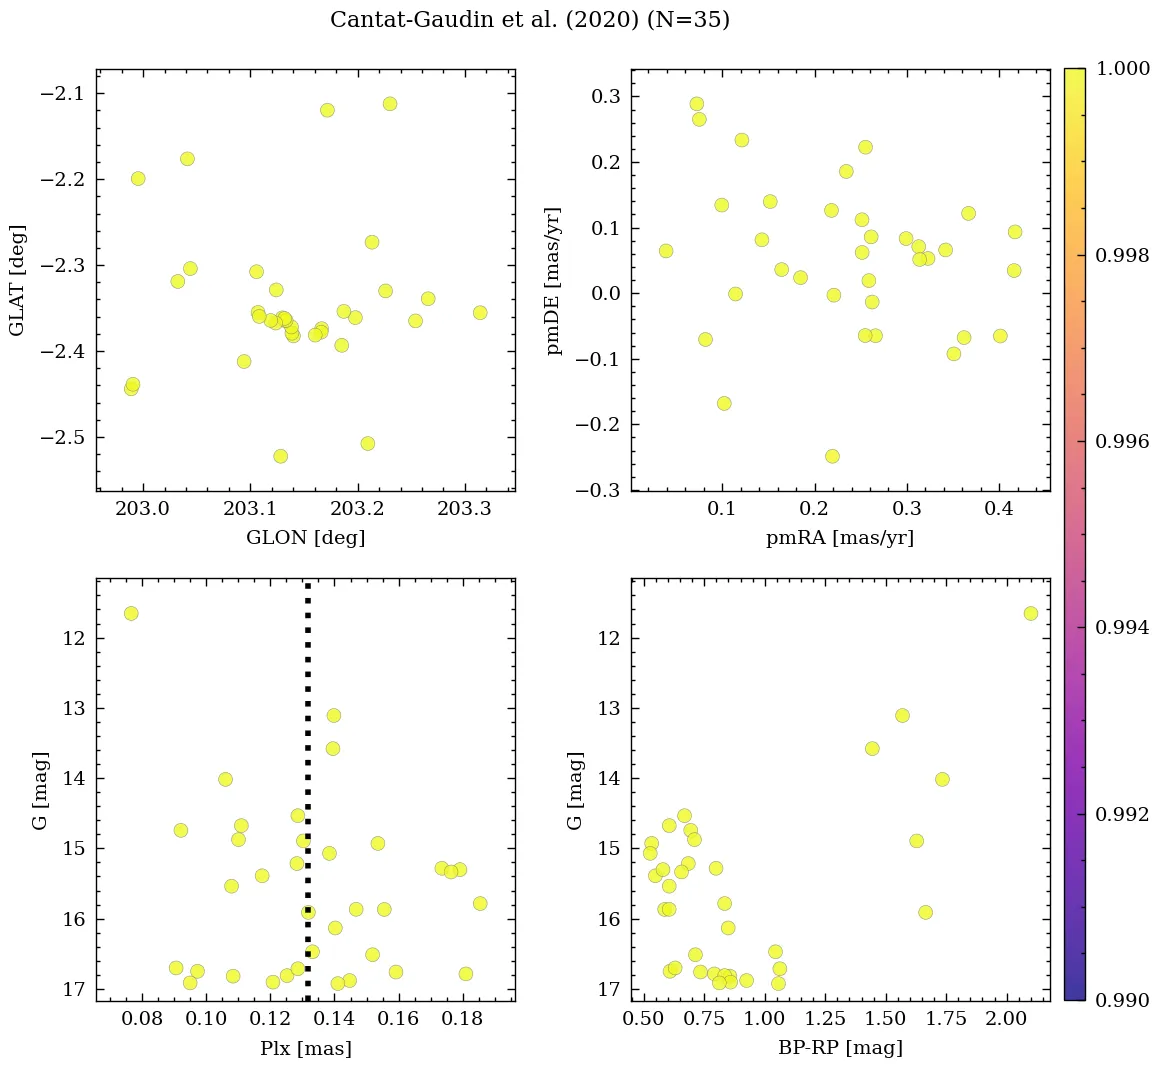 Cantat-Gaudin et al. (2020) (N=35)
−2.1
−2.2
−2.3
−2.4
−2.5
GLAT [deg]
203.0 203.1 203.2 203.3
GLON [deg]
0.3
0.2
0.1
0.0
−0.1
−0.2
−0.3
pmDE [mas/yr]
0.1 0.2 0.3 0.4
pmRA [mas/yr]
12
13
14
15
16
17
G [mag]
0.08 0.10 0.12 0.14 0.16 0.18
Plx [mas]
12
13
14
15
16
17
G [mag]
0.50 0.75 1.00 1.25 1.50 1.75 2.00
BP-RP [mag]
1.000
0.998
0.996
0.994
0.992
0.990